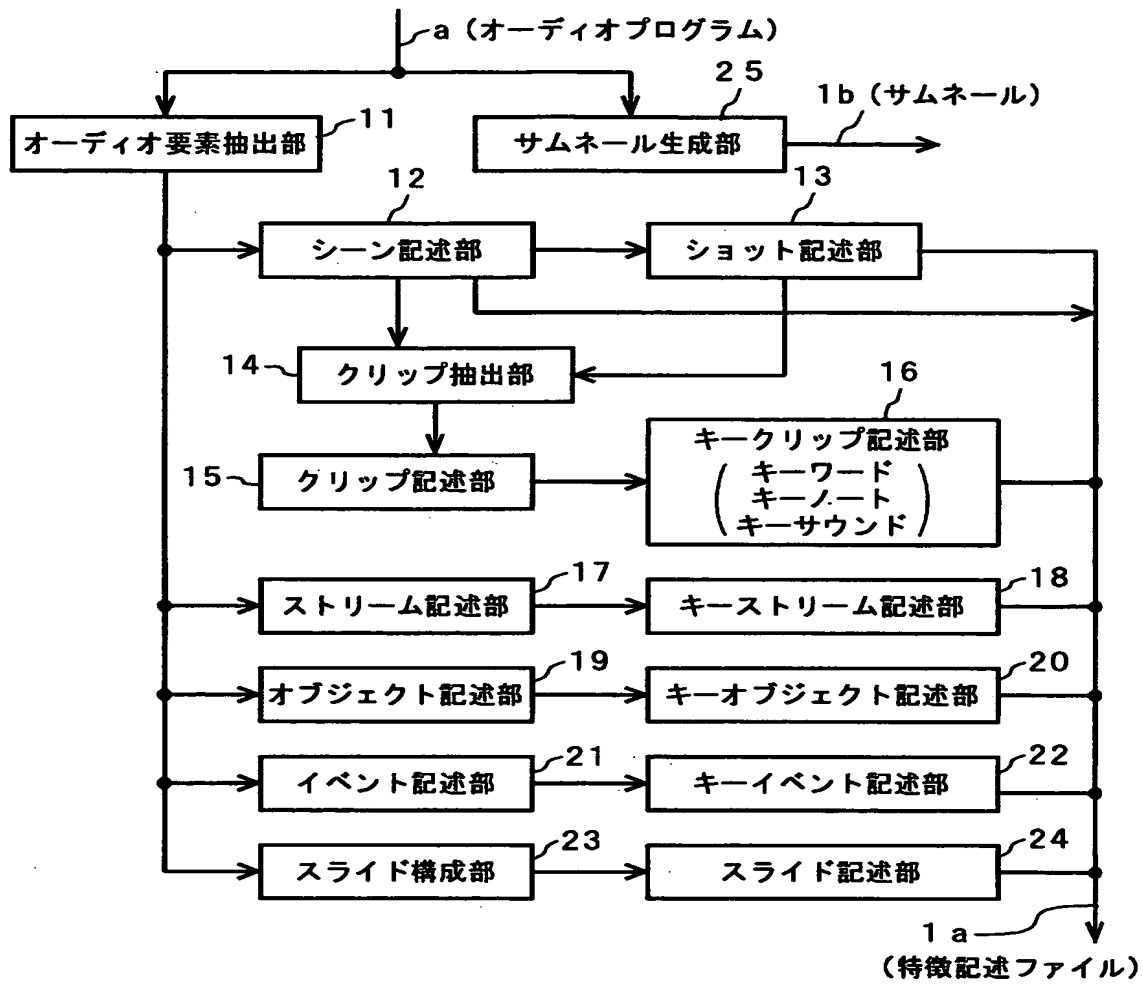 a（オーディオプログラム）
25
1b（サムネール）
11
オーディオ要素抽出部
サムネール生成部
12
13
シーン記述部
ショット記述部
14
クリップ抽出部
16
キークリップ記述部
キーワード
キーノート
キーサウンド
15
クリップ記述部
17
18
ストリーム記述部
キーストリーム記述部
19
20
オブジェクト記述部
キーオブジェクト記述部
21
22
イベント記述部
キーイベント記述部
23
24
スライド構成部
スライド記述部
1a
（特徴記述ファイル）